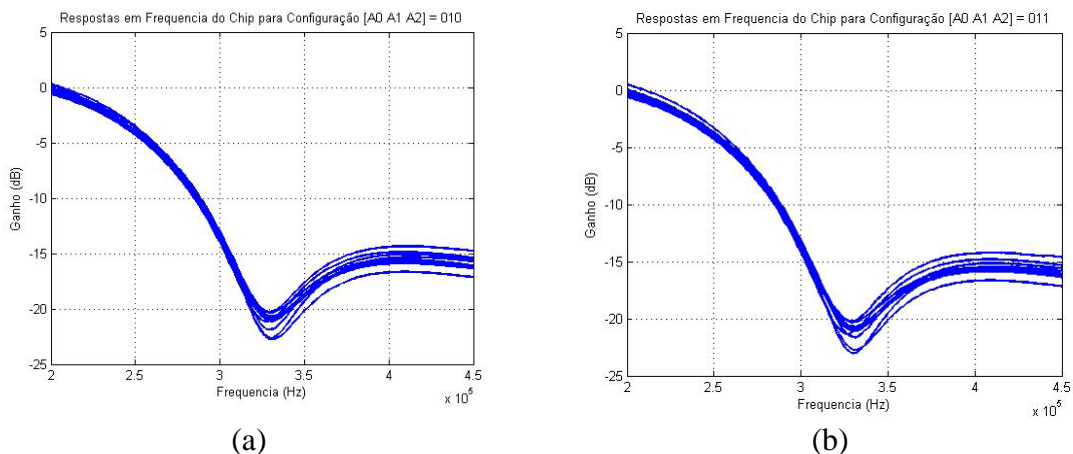 Respostas em Frequencia do Chip para Configuração [A0 A1 A2] = 010
5
0
-5
-10
-15
-20
-25
Ganho (dB)
2
2.5
3
3.5
4
4.5
Frequencia (Hz)
x 10^5
(a)
Respostas em Frequencia do Chip para Configuração [A0 A1 A2] = 011
5
0
-5
-10
-15
-20
-25
Ganho (dB)
2
2.5
3
3.5
4
4.5
Frequencia (Hz)
x 10^5
(b)